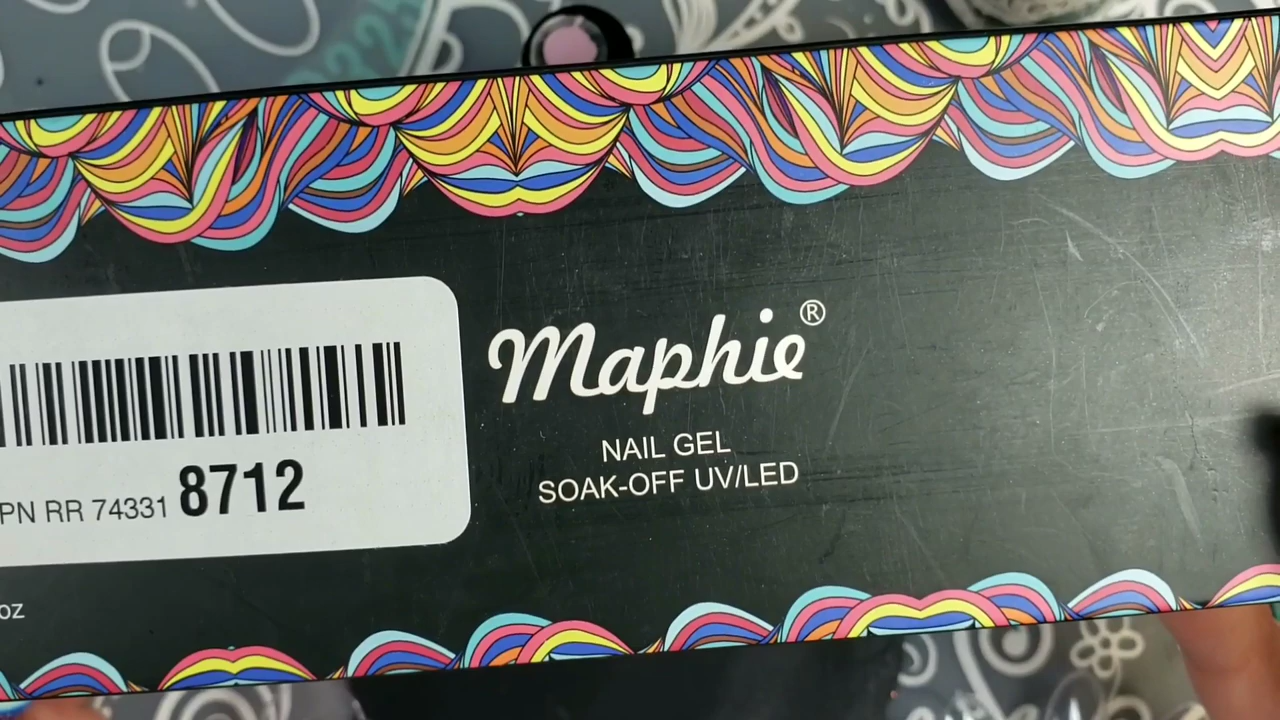 Maphie®
NAIL GEL
SOAK-OFF UV/LED
PN RR 74331 8712
oz